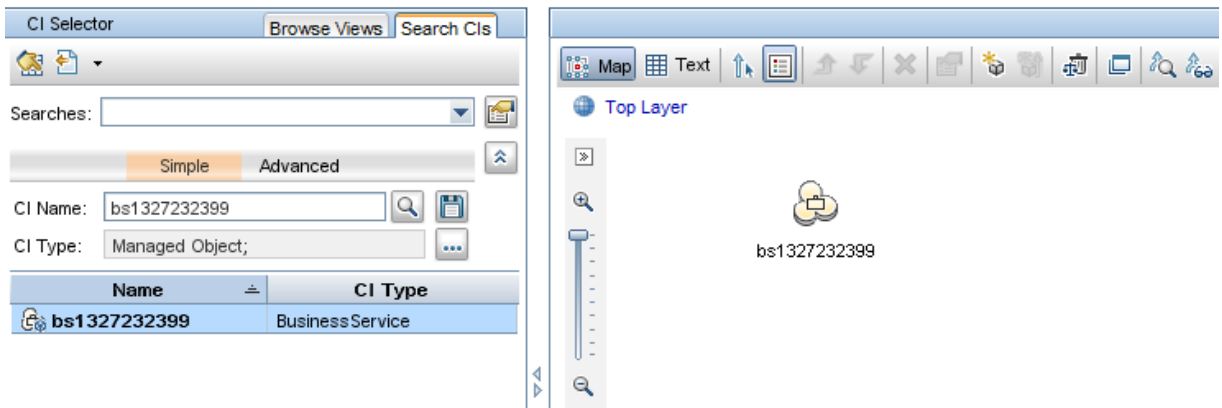 CI Selector Browse Views Search CIs
Map Text
Searches:
Top Layer
Simple Advanced
CI Name: bs1327232399
CI Type: Managed Object; ...
bs1327232399
Name CI Type
bs1327232399 BusinessService